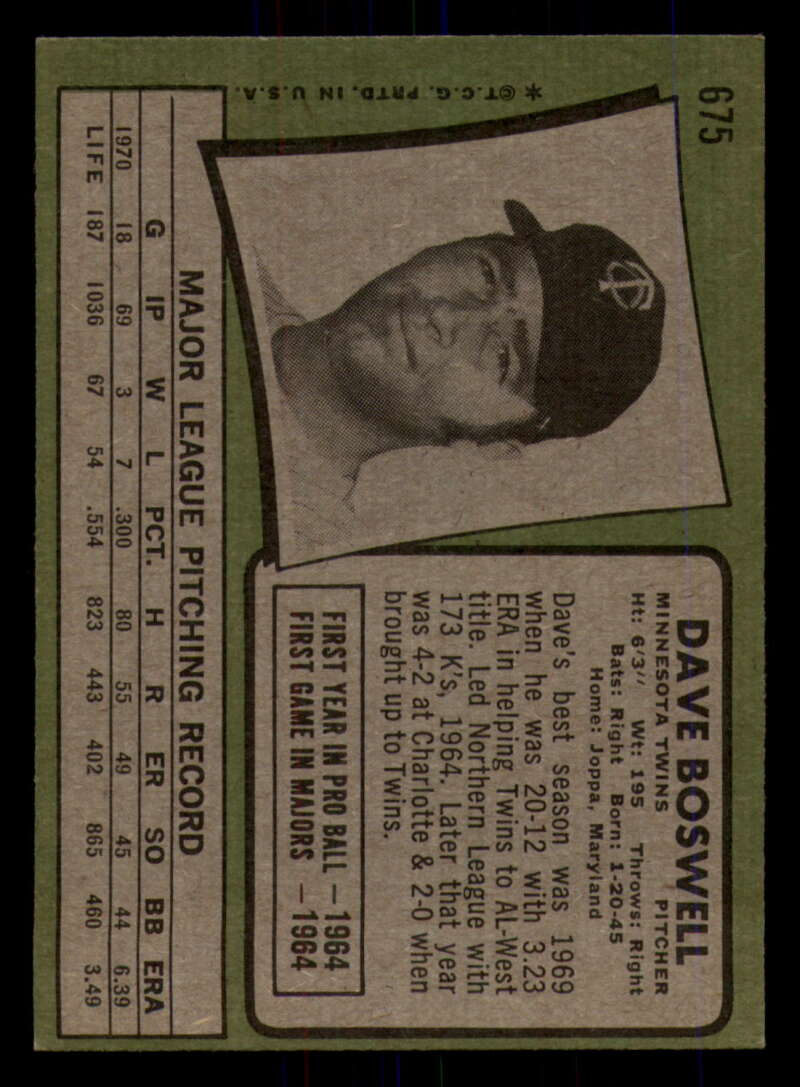 675
DAVE BOSWELL
MINNESOTA TWINS PITCHER
Ht: 6'3" Wt: 195 Throws: Right
Bats: Right Born: 1-20-45
Home: Joppa, Maryland
Dave's best season was 1969
when he was 20-12 with 3.23
ERA in helping Twins to AL-West
title. Led Northern League with
173 K's, 1964. Later that year
was 4-2 at Charlotte & 2-0 when
brought up to Twins.
FIRST YEAR IN PRO BALL — 1964
FIRST GAME IN MAJORS — 1964
TC
*©T.C.G. PRTD. IN U.S.A.
MAJOR LEAGUE PITCHING RECORD
G IP W L PCT. H R ER SO BB ERA
1970 18 69 3 7 .300 80 55 49 45 44 6.39
LIFE 187 1036 67 54 .554 823 443 402 865 460 3.49